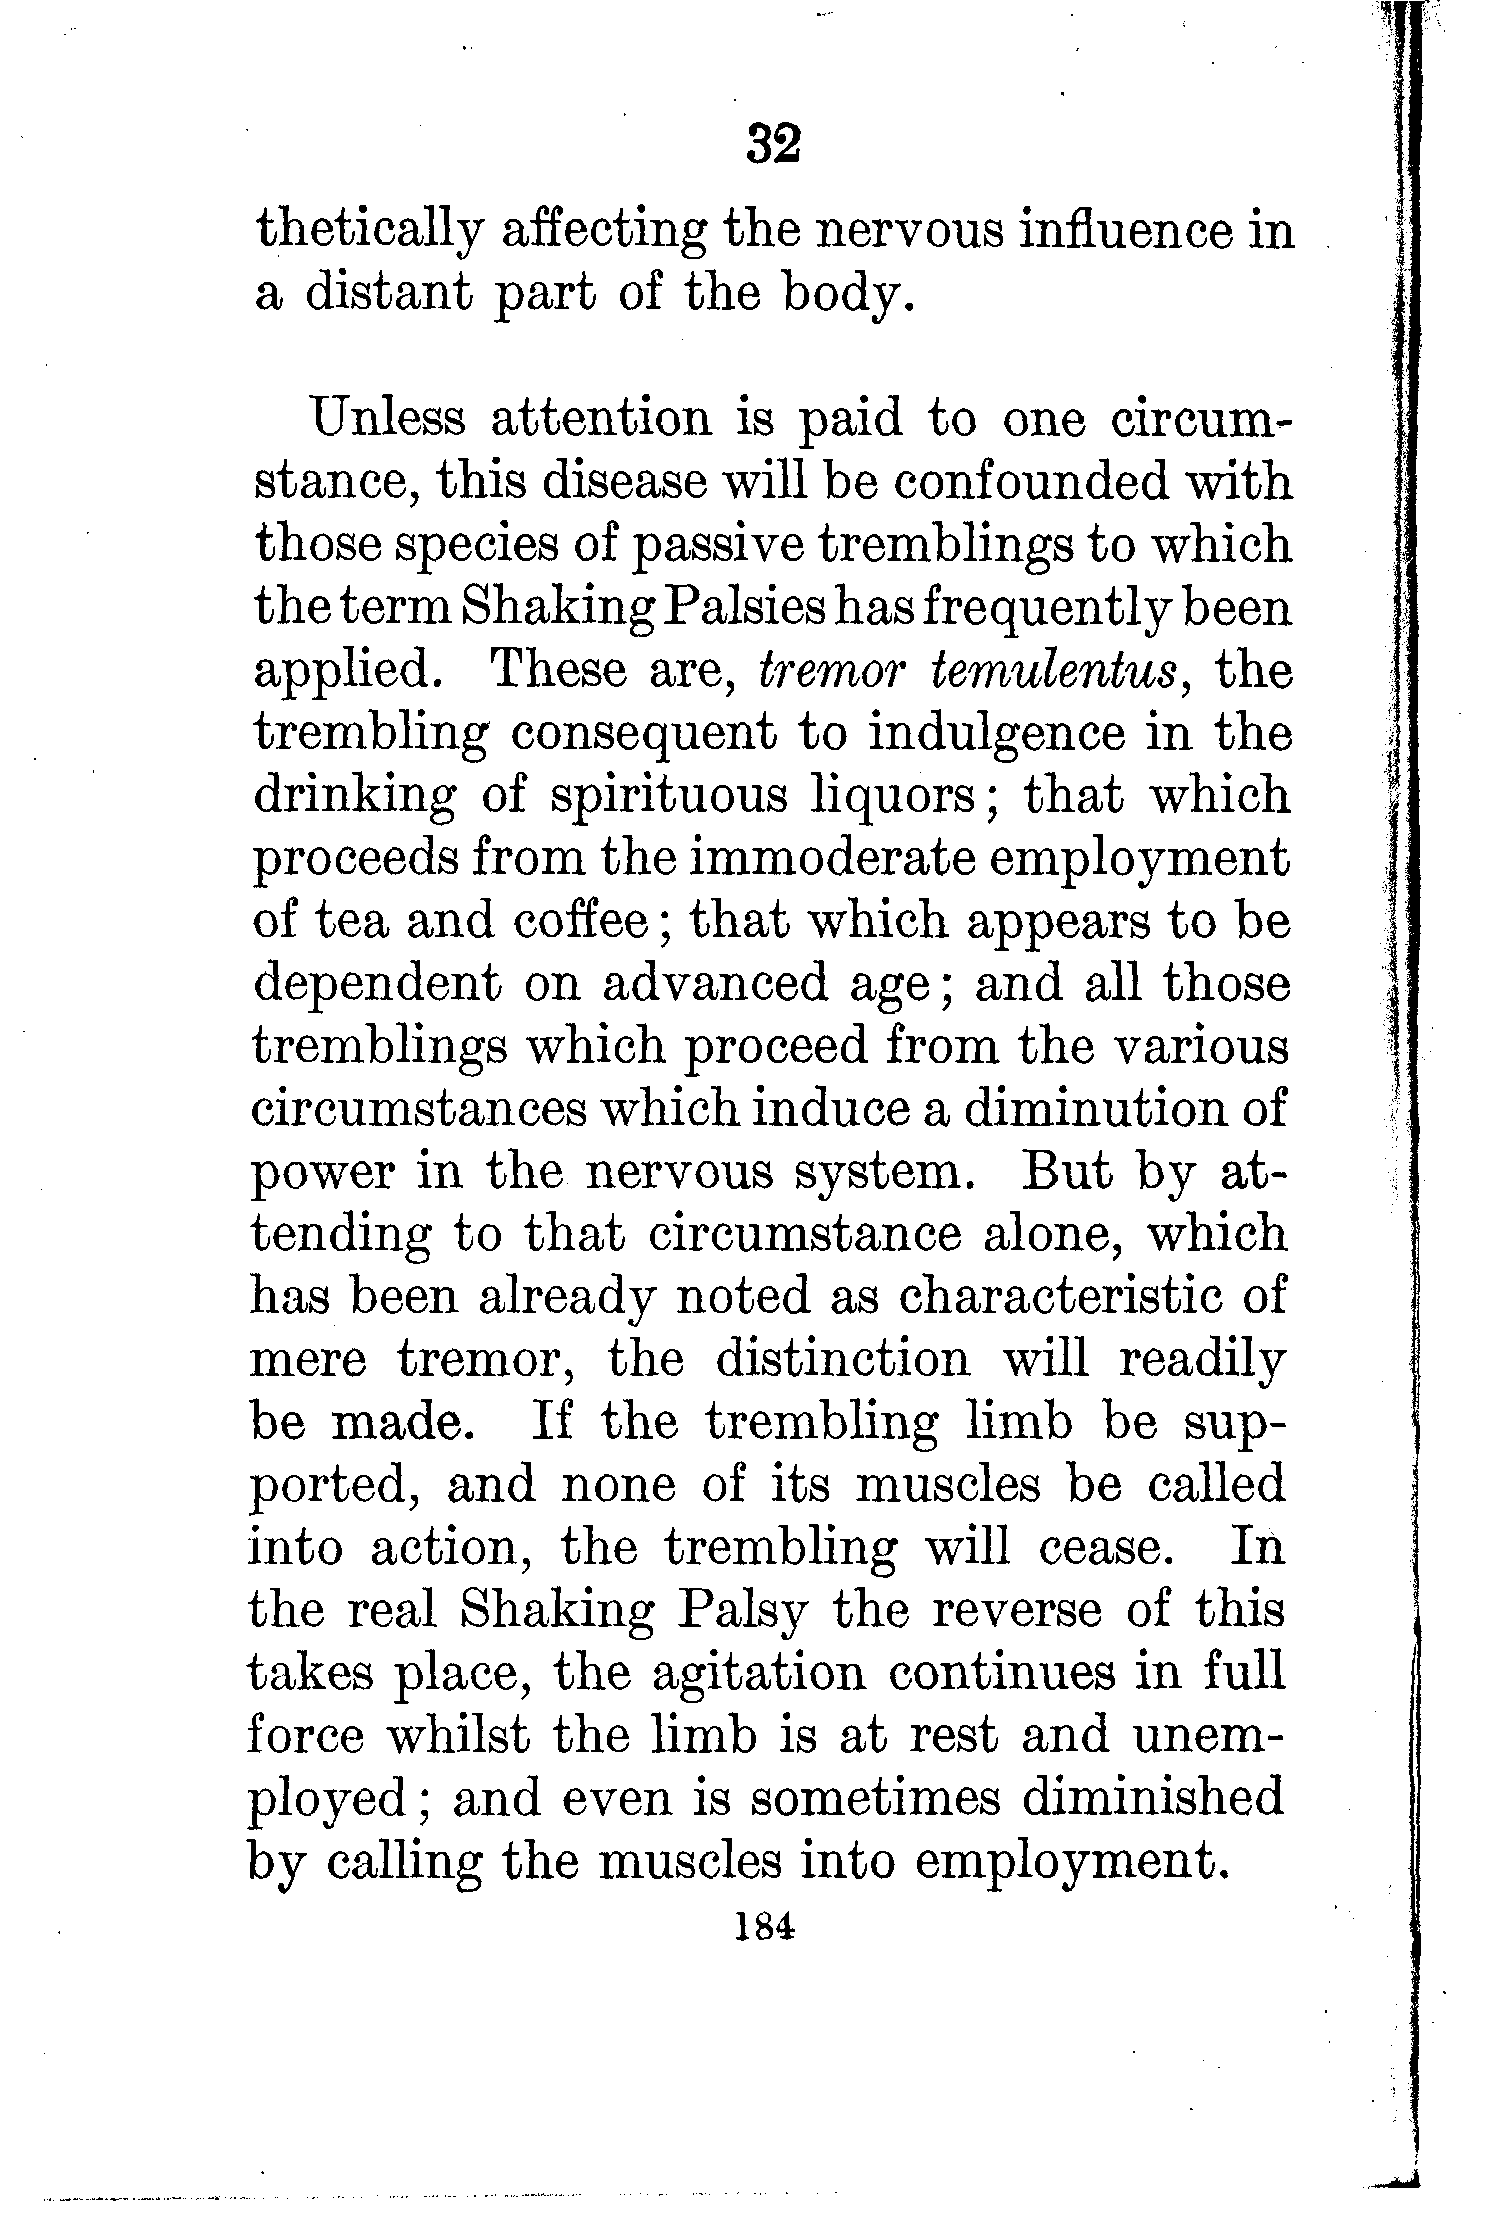 32
thetically affecting the nervous influence in
a distant part of the body.
Unless attention is paid to one circum-
stance, this disease will be confounded with
those species of passive tremblings to which
the term Shaking Palsies has frequently been
applied. These are, tremor temulentus, the
trembling consequent to indulgence in the
drinking of spirituous liquors; that which
proceeds from the immoderate employment
of tea and coffee; that which appears to be
dependent on advanced age; and all those
tremblings which proceed from the various
circumstances which induce a diminution of
power in the nervous system. But by at-
tending to that circumstance alone, which
has been already noted as characteristic of
mere tremor, the distinction will readily
be made. If the trembling limb be sup-
ported, and none of its muscles be called
into action, the trembling will cease. In
the real Shaking Palsy the reverse of this
takes place, the agitation continues in full
force whilst the limb is at rest and unem-
ployed; and even is sometimes diminished
by calling the muscles into employment.
184